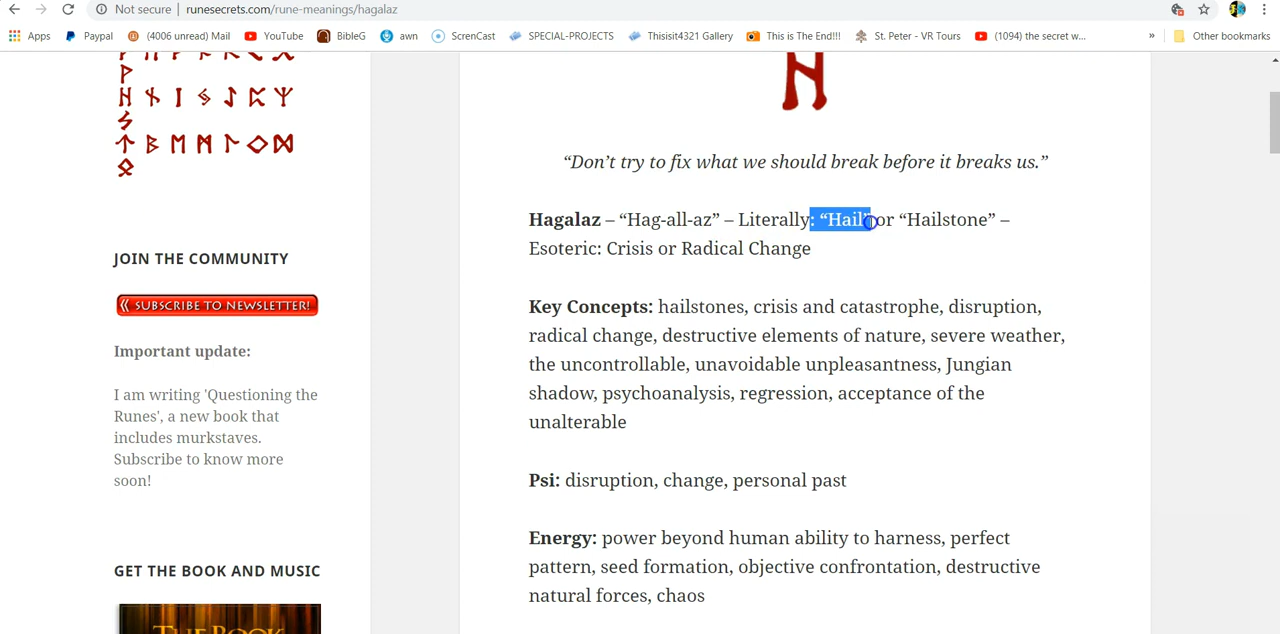 Not secure | runesecrets.com/rune-meanings/hagalaz
Apps Paypal (4006 unread) Mail YouTube BibleG awn ScrenCast SPECIAL-PROJECTS Thisisit4321 Gallery This is The End!!! St. Peter - VR Tours (1094) the secret w... » Other bookmarks
ᚹ
ᚺ ᚾ ᛁ ᛃ ᛇ ᛈ ᛉ
ᛊ
ᛏ ᛒ ᛖ ᛗ ᛚ ᛜ ᛞ
ᛟ
JOIN THE COMMUNITY
SUBSCRIBE TO NEWSLETTER!
Important update:
I am writing 'Questioning the
Runes', a new book that
includes murkstaves.
Subscribe to know more
soon!
GET THE BOOK AND MUSIC
THE BOOK
ᚺ
“Don’t try to fix what we should break before it breaks us.”
Hagalaz – “Hag-all-az” – Literally: “Hail” or “Hailstone” –
Esoteric: Crisis or Radical Change
Key Concepts: hailstones, crisis and catastrophe, disruption,
radical change, destructive elements of nature, severe weather,
the uncontrollable, unavoidable unpleasantness, Jungian
shadow, psychoanalysis, regression, acceptance of the
unalterable
Psi: disruption, change, personal past
Energy: power beyond human ability to harness, perfect
pattern, seed formation, objective confrontation, destructive
natural forces, chaos